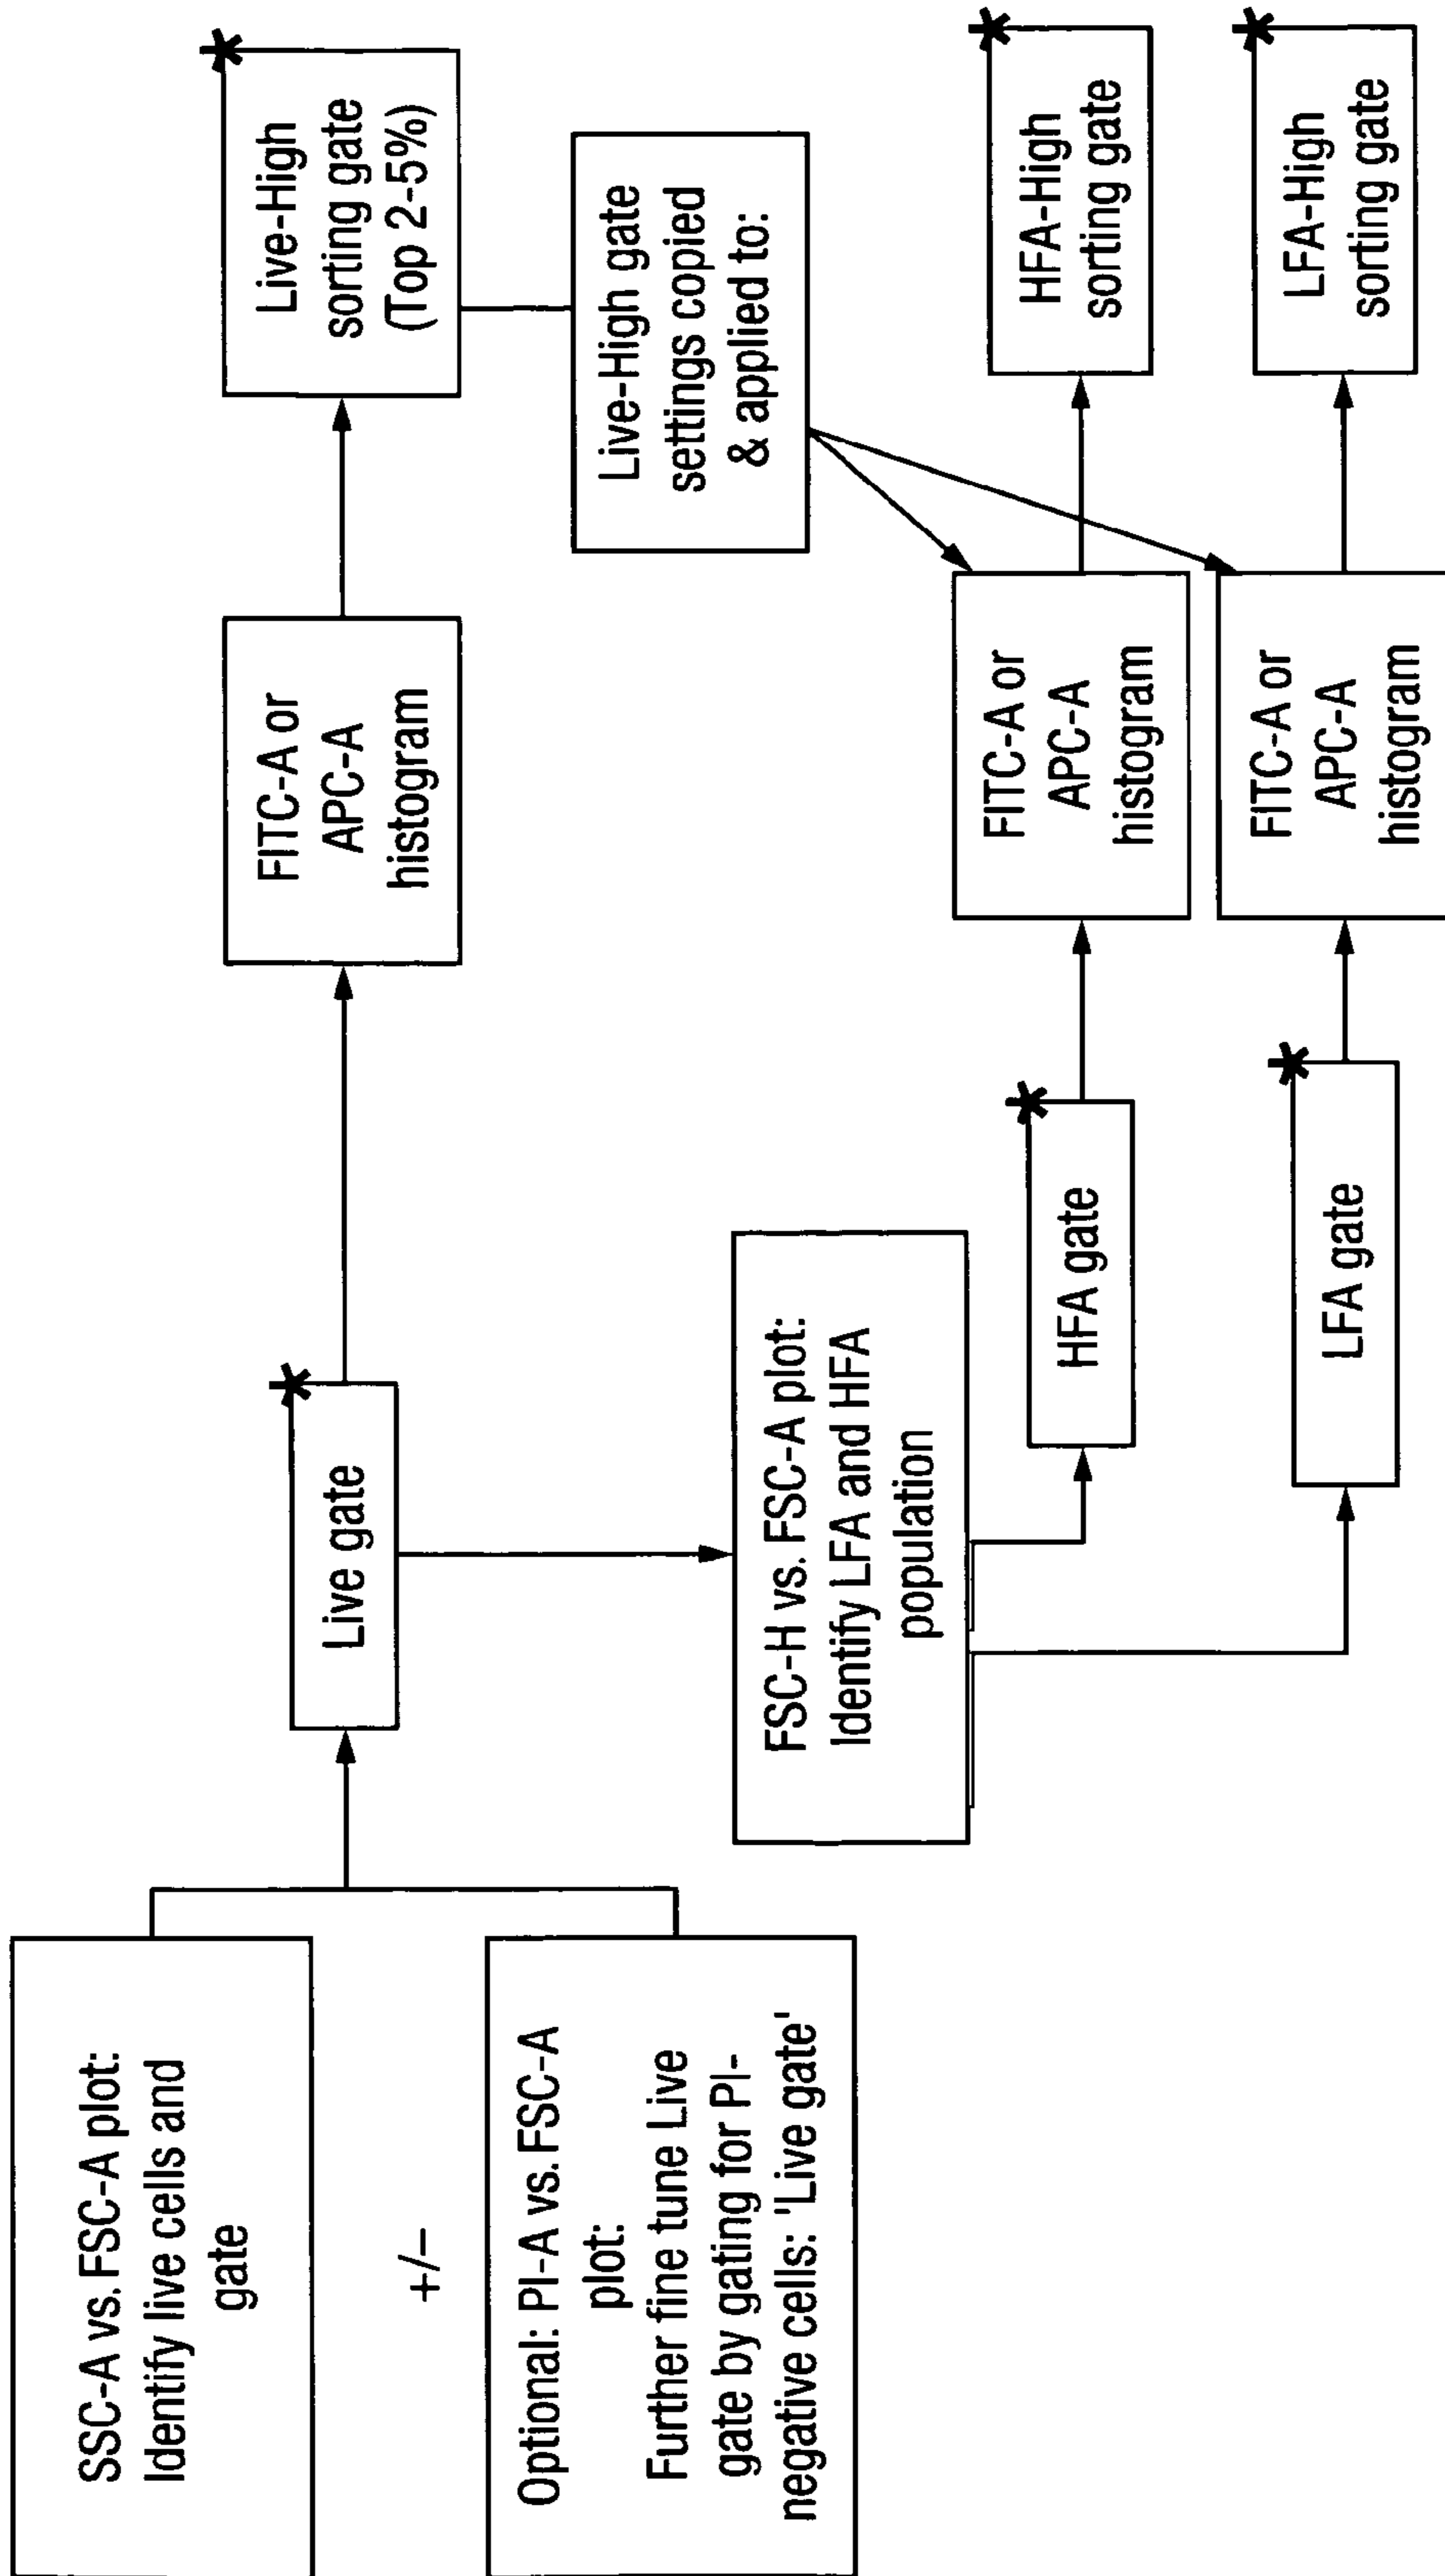 SSC-A vs. FSC-A plot:
Identify live cells and
gate
+/–
Optional: PI-A vs. FSC-A
plot:
Further fine tune Live
gate by gating for PI-
negative cells: 'Live gate'
Live gate
FITC-A or
APC-A
histogram
Live-High
sorting gate
(Top 2-5%)
Live-High gate
settings copied
& applied to:
FSC-H vs. FSC-A plot:
Identify LFA and HFA
population
HFA gate
FITC-A or
APC-A
histogram
HFA-High
sorting gate
LFA gate
FITC-A or
APC-A
histogram
LFA-High
sorting gate